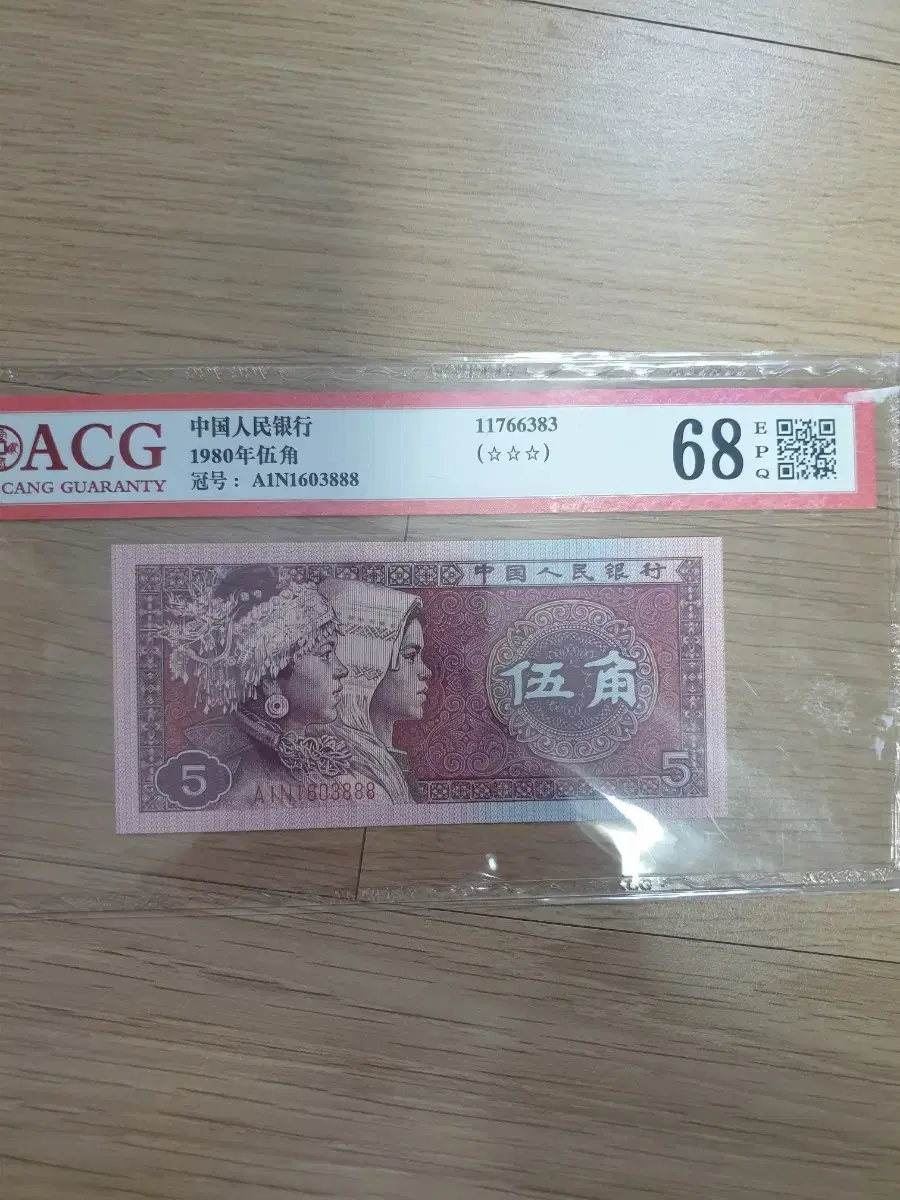 ACG
CANG GUARANTY
中国人民银行
1980年伍角
冠号： A1N1603888
11766383
(☆☆☆)
68
E
P
Q
中国人民银行
伍角
5
5
A1N1603888